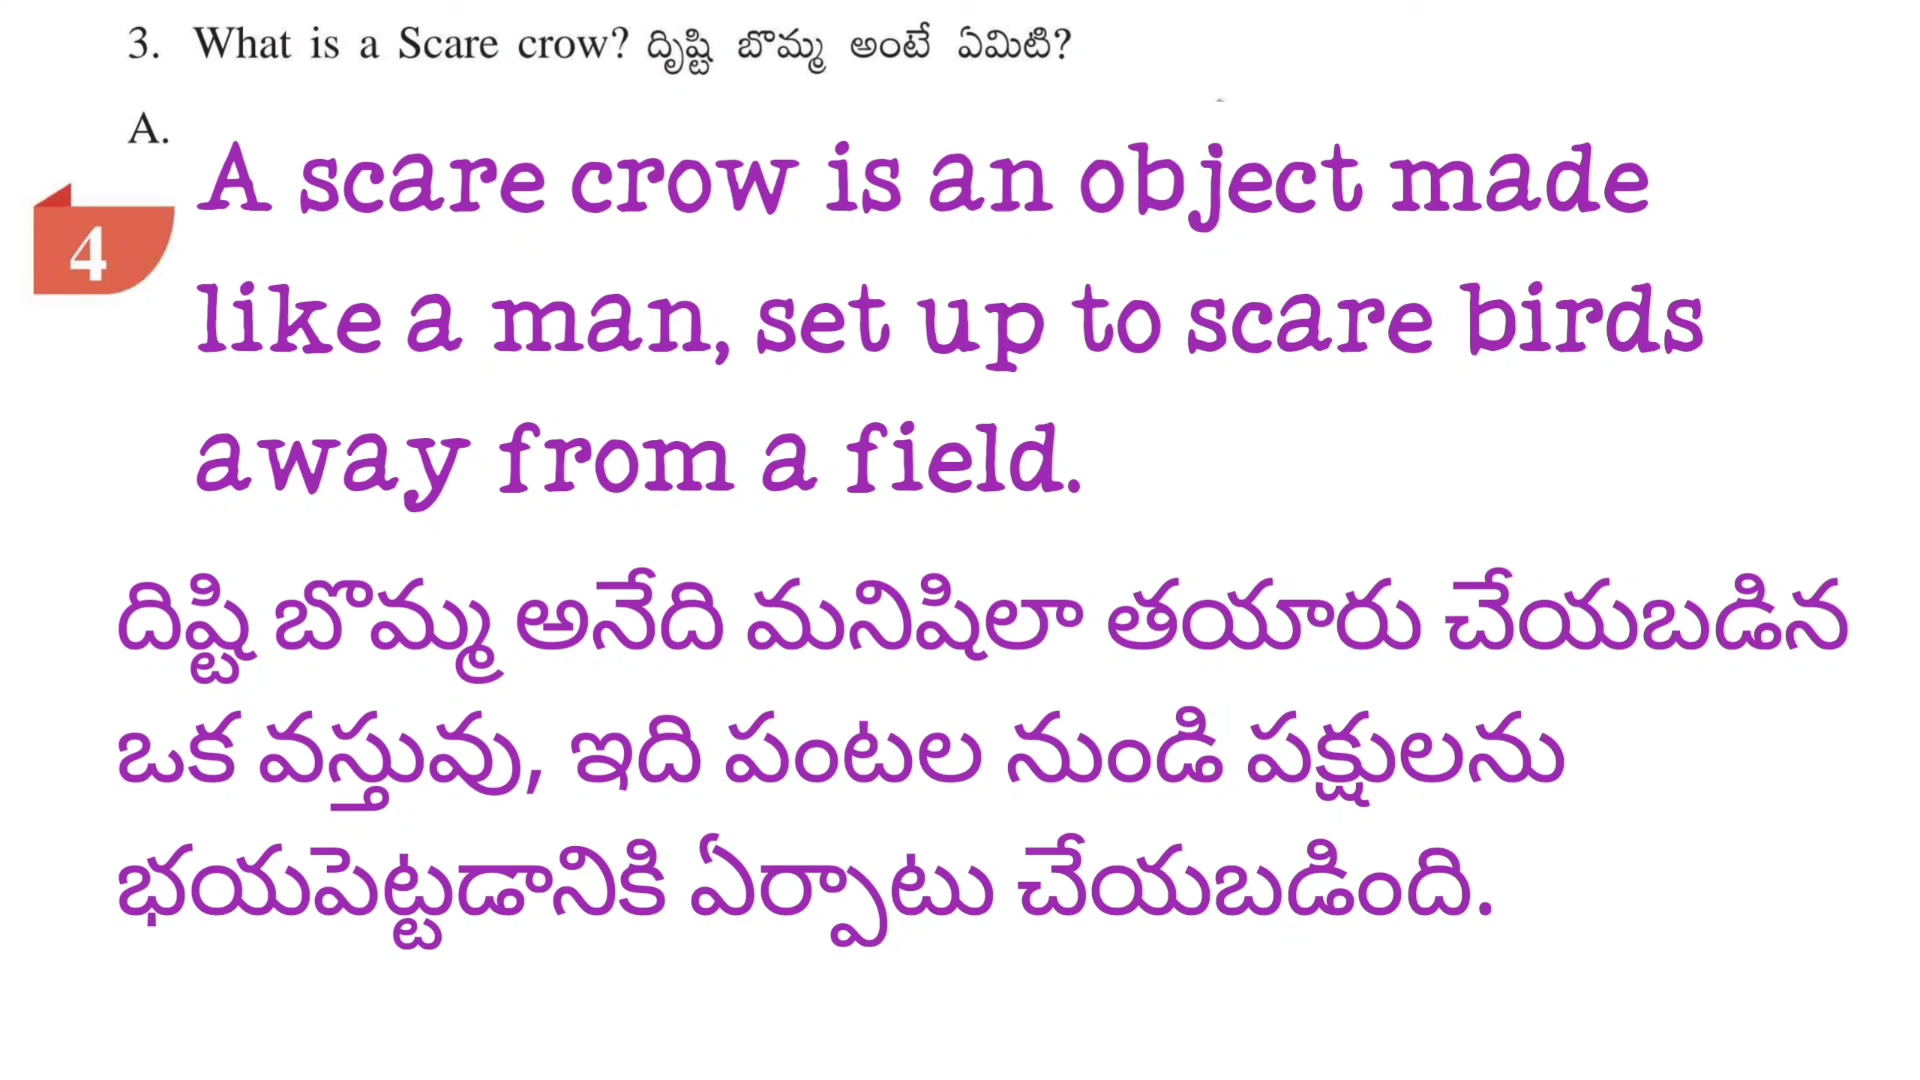 3. What is a Scare crow? దృిష్టి బొమ్మ అంటే ఏమిటి?
A.
A scare crow is an object made
4
like a man, set up to scare birds
away from a field.
దిష్టి బొమ్మ అనేది మనిషిలా తయారు చేయబడిన
ఒక వస్తువు, ఇది పంటల నుండి పక్షులను
భయపెట్టడానికి ఏర్పాటు చేయబడింది.